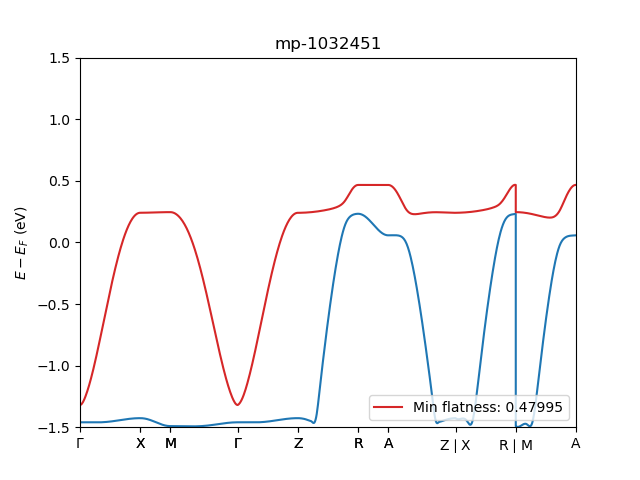 mp-1032451
1.5
1.0
0.5
0.0
−0.5
−1.0
−1.5
E − E_F (eV)
Min flatness: 0.47995
Γ X M Γ Z R A Z | X R | M A